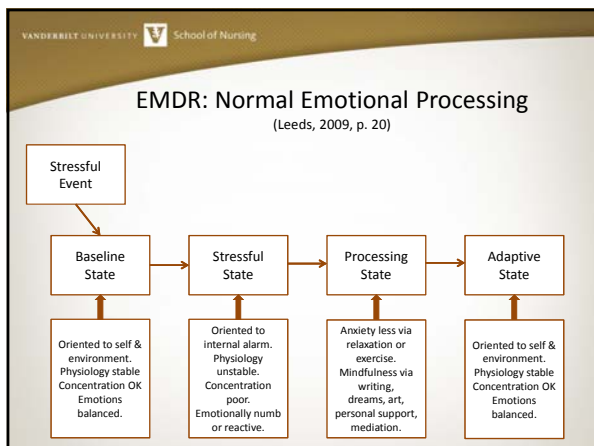 VANDERBILT UNIVERSITY V School of Nursing
EMDR: Normal Emotional Processing
(Leeds, 2009, p. 20)
Stressful
Event
Baseline
State
Stressful
State
Processing
State
Adaptive
State
Oriented to self &
environment.
Physiology stable
Concentration OK
Emotions
balanced.
Oriented to
internal alarm.
Physiology
unstable.
Concentration
poor.
Emotionally numb
or reactive.
Anxiety less via
relaxation or
exercise.
Mindfulness via
writing,
dreams, art,
personal support,
mediation.
Oriented to self &
environment.
Physiology stable
Concentration OK
Emotions
balanced.